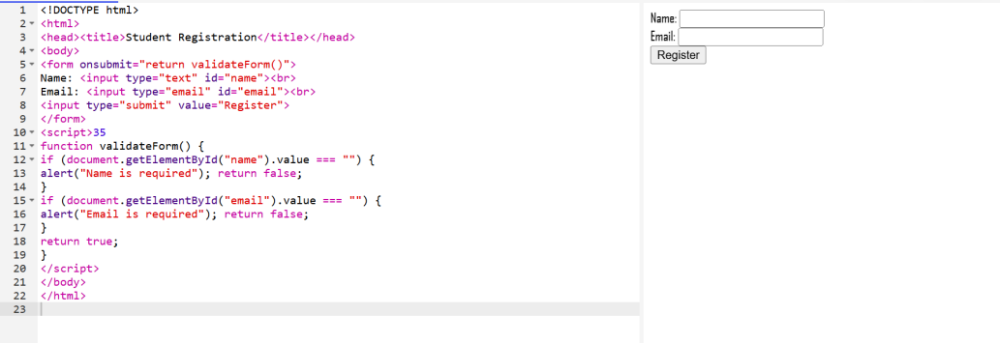 1 <!DOCTYPE html>
2 <html>
3 <head><title>Student Registration</title></head>
4 <body>
5 <form onsubmit="return validateForm()">
6 Name: <input type="text" id="name"><br>
7 Email: <input type="email" id="email"><br>
8 <input type="submit" value="Register">
9 </form>
10 <script>35
11 function validateForm() {
12 if (document.getElementById("name").value === "") {
13 alert("Name is required"); return false;
14 }
15 if (document.getElementById("email").value === "") {
16 alert("Email is required"); return false;
17 }
18 return true;
19 }
20 </script>
21 </body>
22 </html>
23
Name:
Email:
Register